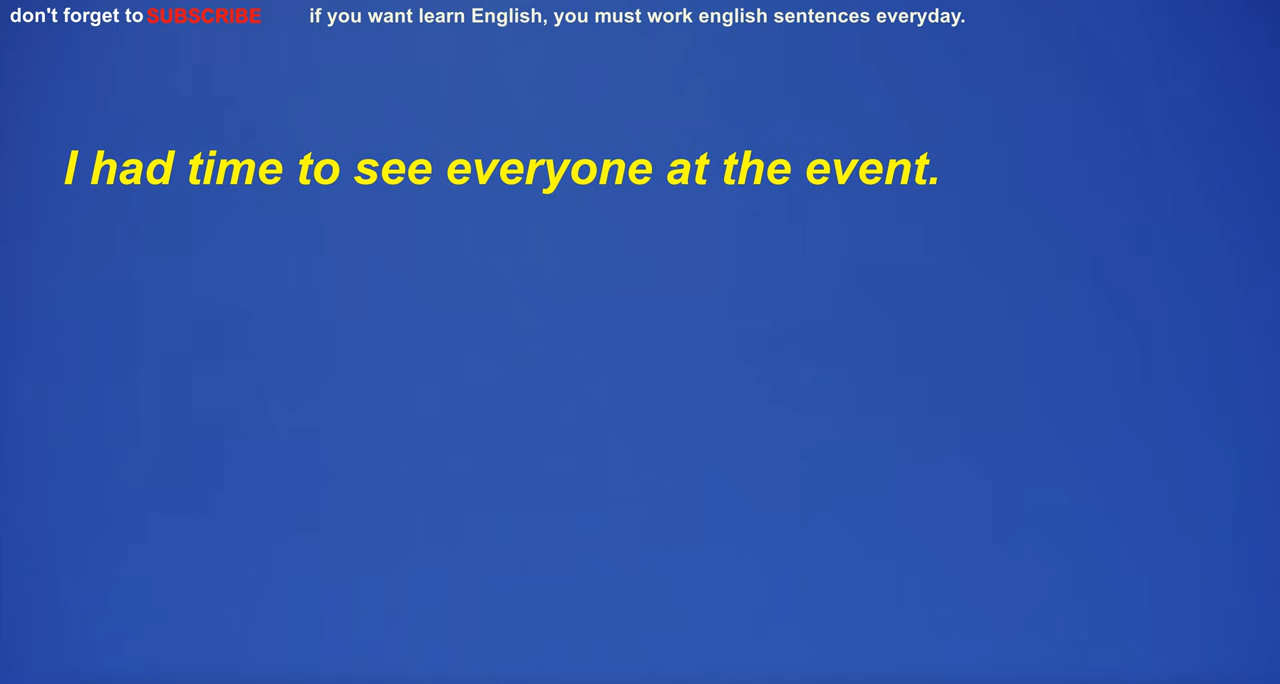 don't forget to SUBSCRIBE if you want learn English, you must work english sentences everyday.
I had time to see everyone at the event.